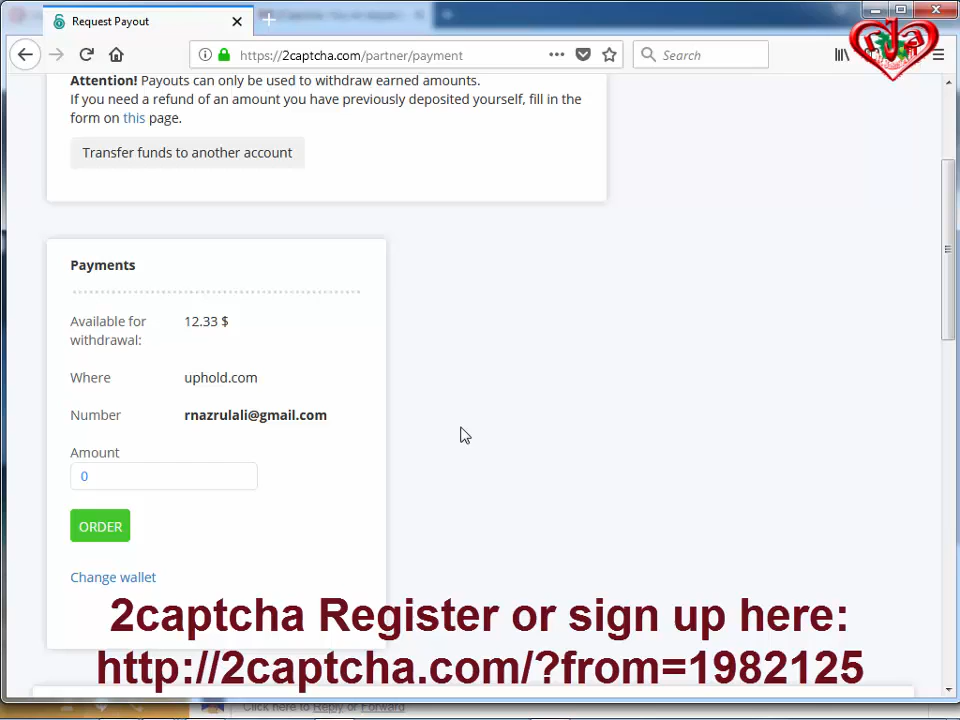 Request Payout
https://2captcha.com/partner/payment
Search
Attention! Payouts can only be used to withdraw earned amounts.
If you need a refund of an amount you have previously deposited yourself, fill in the
form on this page.
Transfer funds to another account
Payments
Available for
withdrawal:
12.33 $
Where
uphold.com
Number
rnazrulali@gmail.com
Amount
0
ORDER
Change wallet
2captcha Register or sign up here:
http://2captcha.com/?from=1982125
Click here to Reply or Forward